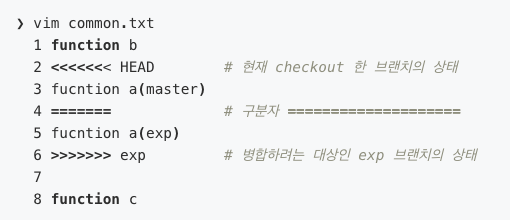 ❯ vim common.txt
1 function b
2 <<<<<<< HEAD # 현재 checkout 한 브랜치의 상태
3 fucntion a(master)
4 ======= # 구분자 ====================
5 fucntion a(exp)
6 >>>>>>> exp # 병합하려는 대상인 exp 브랜치의 상태
7
8 function c